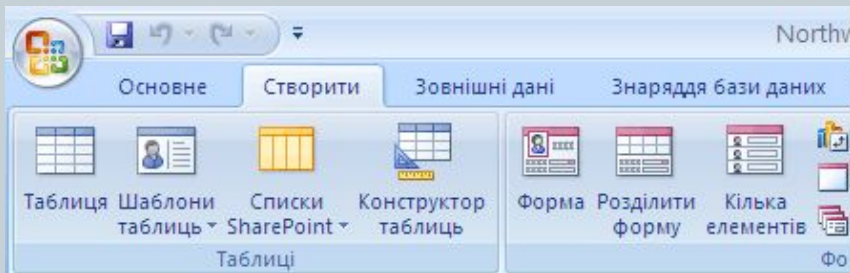 Northw
Основне Створити Зовнішні дані Знаряддя бази даних
Таблиця Шаблони таблиць Списки SharePoint Конструктор таблиць Форма Розділити форму Кілька елементів
Таблиці Фо